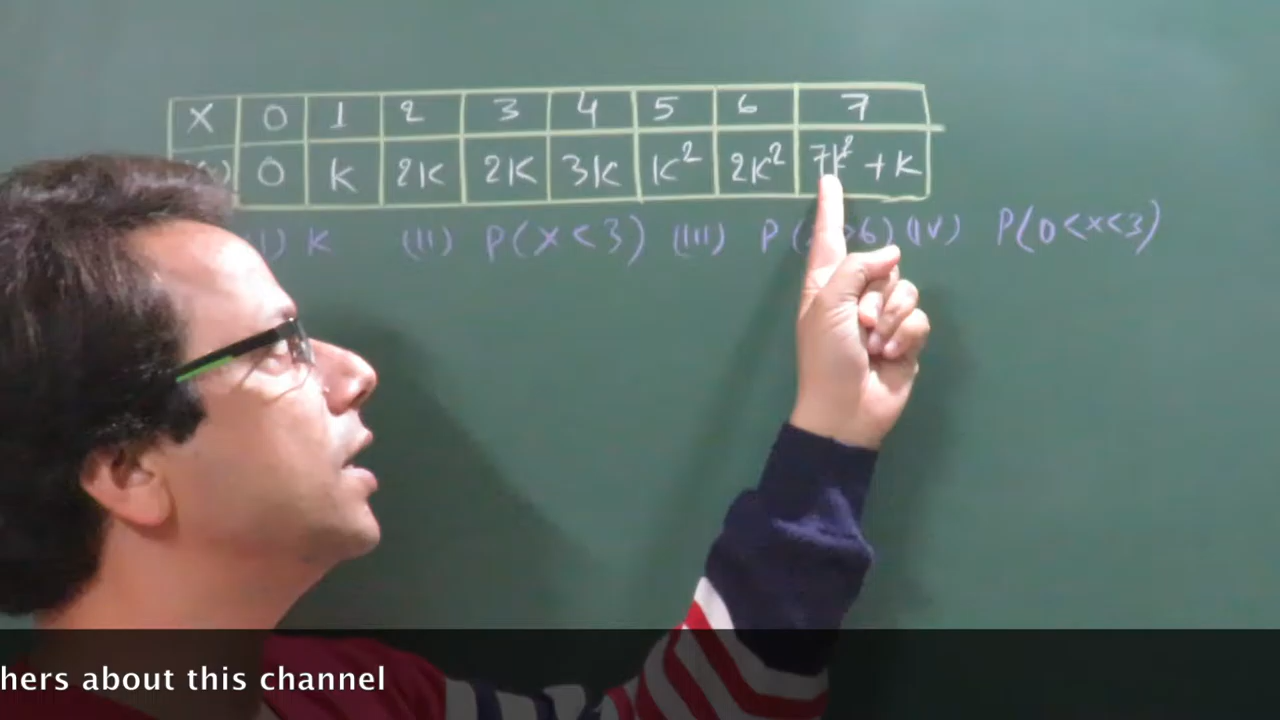 X 0 1 2 3 4 5 6 7
0 K 2K 2K 3K K² 2K² 7K² + K
) K (II) P(X<3) (III) P( >6) (IV) P(0<x<3)
hers about this channel